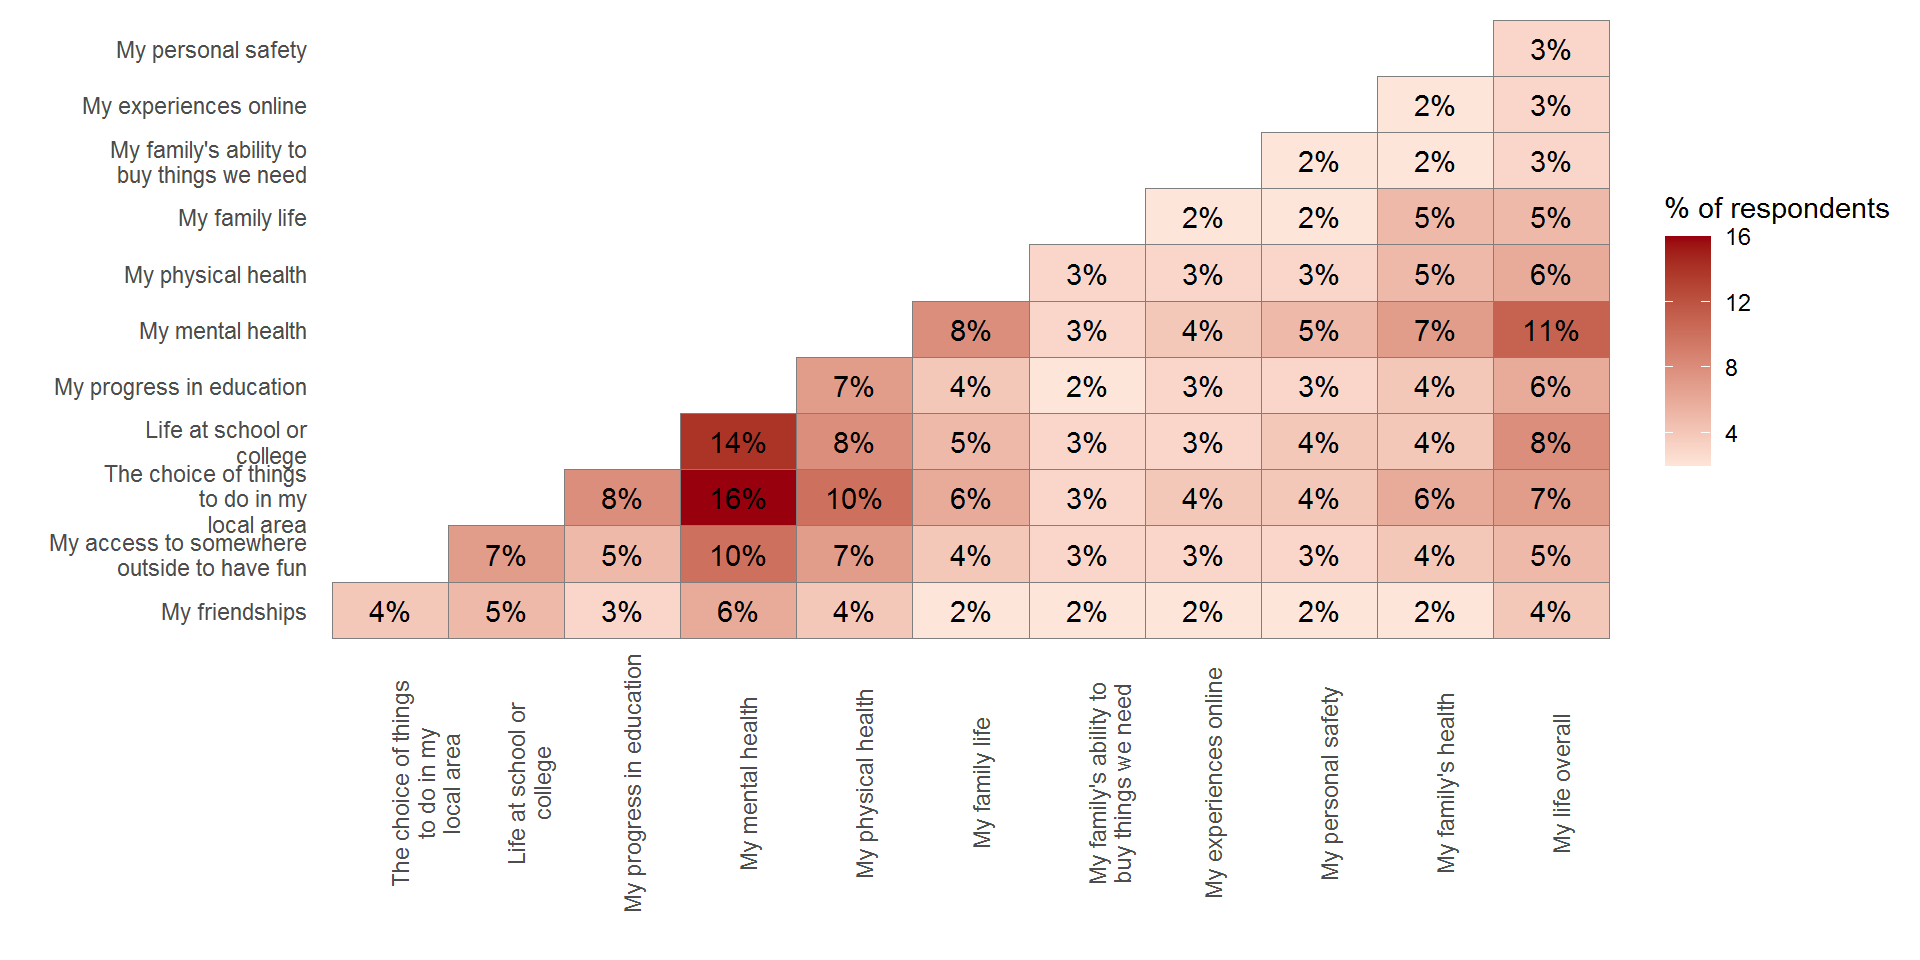 My personal safety
3%
My experiences online
2% 3%
My family's ability to
buy things we need
2% 2% 3%
My family life
2% 2% 5% 5%
My physical health
3% 3% 3% 5% 6%
My mental health
8% 3% 4% 5% 7% 11%
My progress in education
7% 4% 2% 3% 3% 4% 6%
Life at school or
college
14% 8% 5% 3% 3% 4% 4% 8%
The choice of things
to do in my
local area
8% 16% 10% 6% 3% 4% 4% 6% 7%
My access to somewhere
outside to have fun
7% 5% 10% 7% 4% 3% 3% 3% 4% 5%
My friendships
4% 5% 3% 6% 4% 2% 2% 2% 2% 2% 4%
The choice of things
to do in my
local area
Life at school or
college
My progress in education
My mental health
My physical health
My family life
My family's ability to
buy things we need
My experiences online
My personal safety
My family's health
My life overall
% of respondents
16
12
8
4